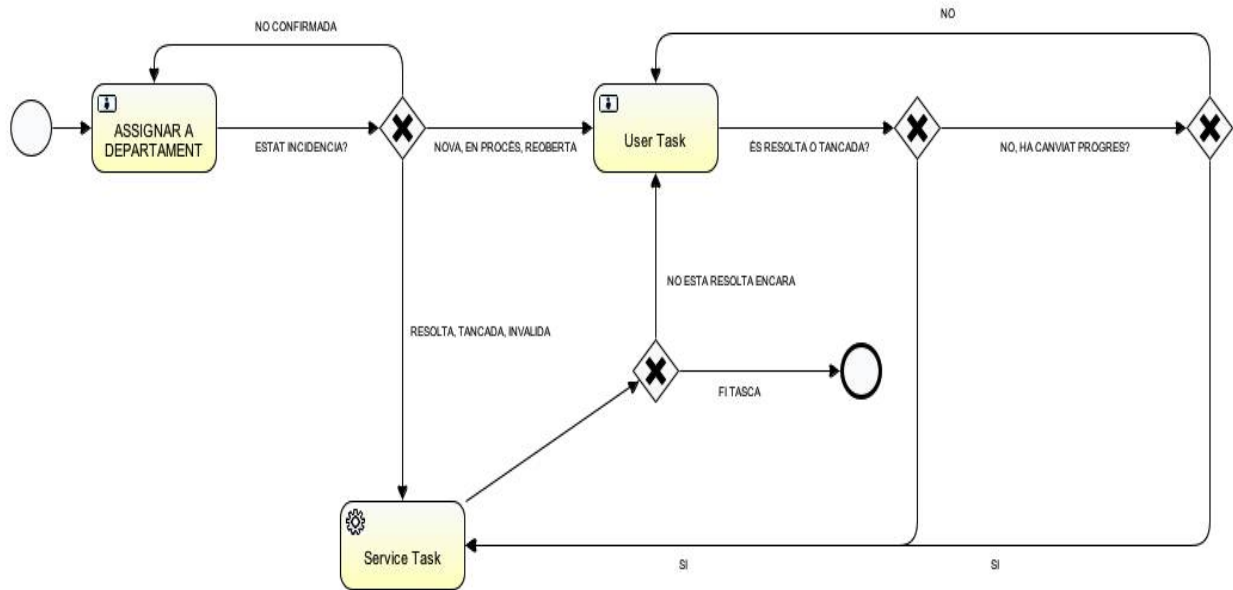 NO CONFIRMADA
NO
ASSIGNAR A
DEPARTAMENT
ESTAT INCIDENCIA?
NOVA, EN PROCÉS, REOBERTA
User Task
ÉS RESOLTA O TANCADA?
NO, HA CANVIAT PROGRES?
NO ESTA RESOLTA ENCARA
RESOLTA, TANCADA, INVALIDA
FI TASCA
Service Task
SI
SI